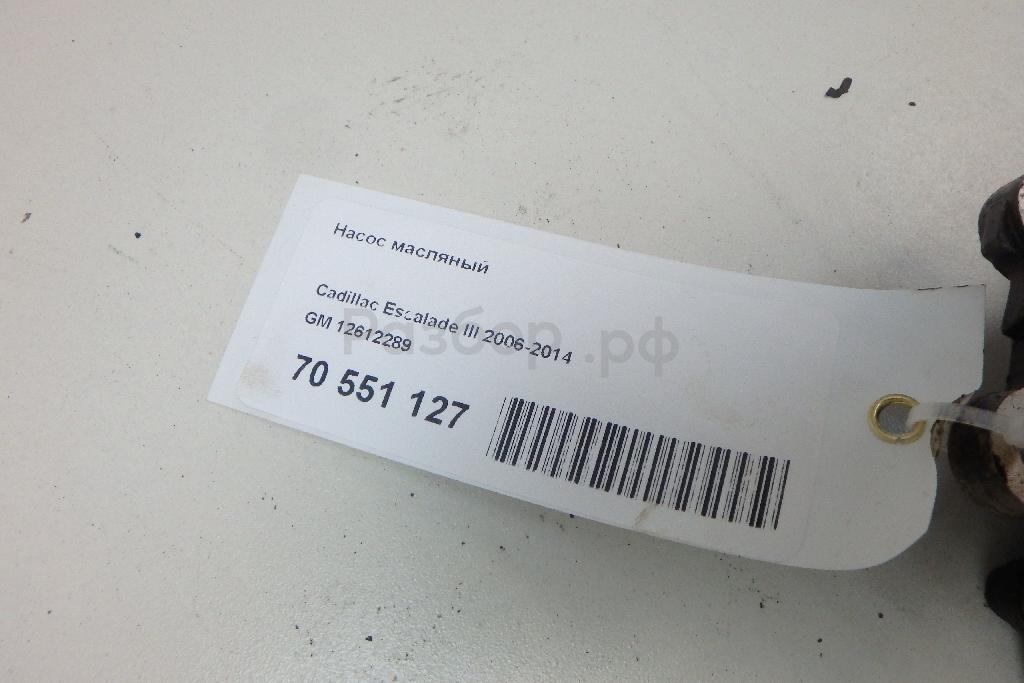 Насос масляный
Cadillac Escalade III 2006-2014
GM 12612289
Разбор.рф
70 551 127